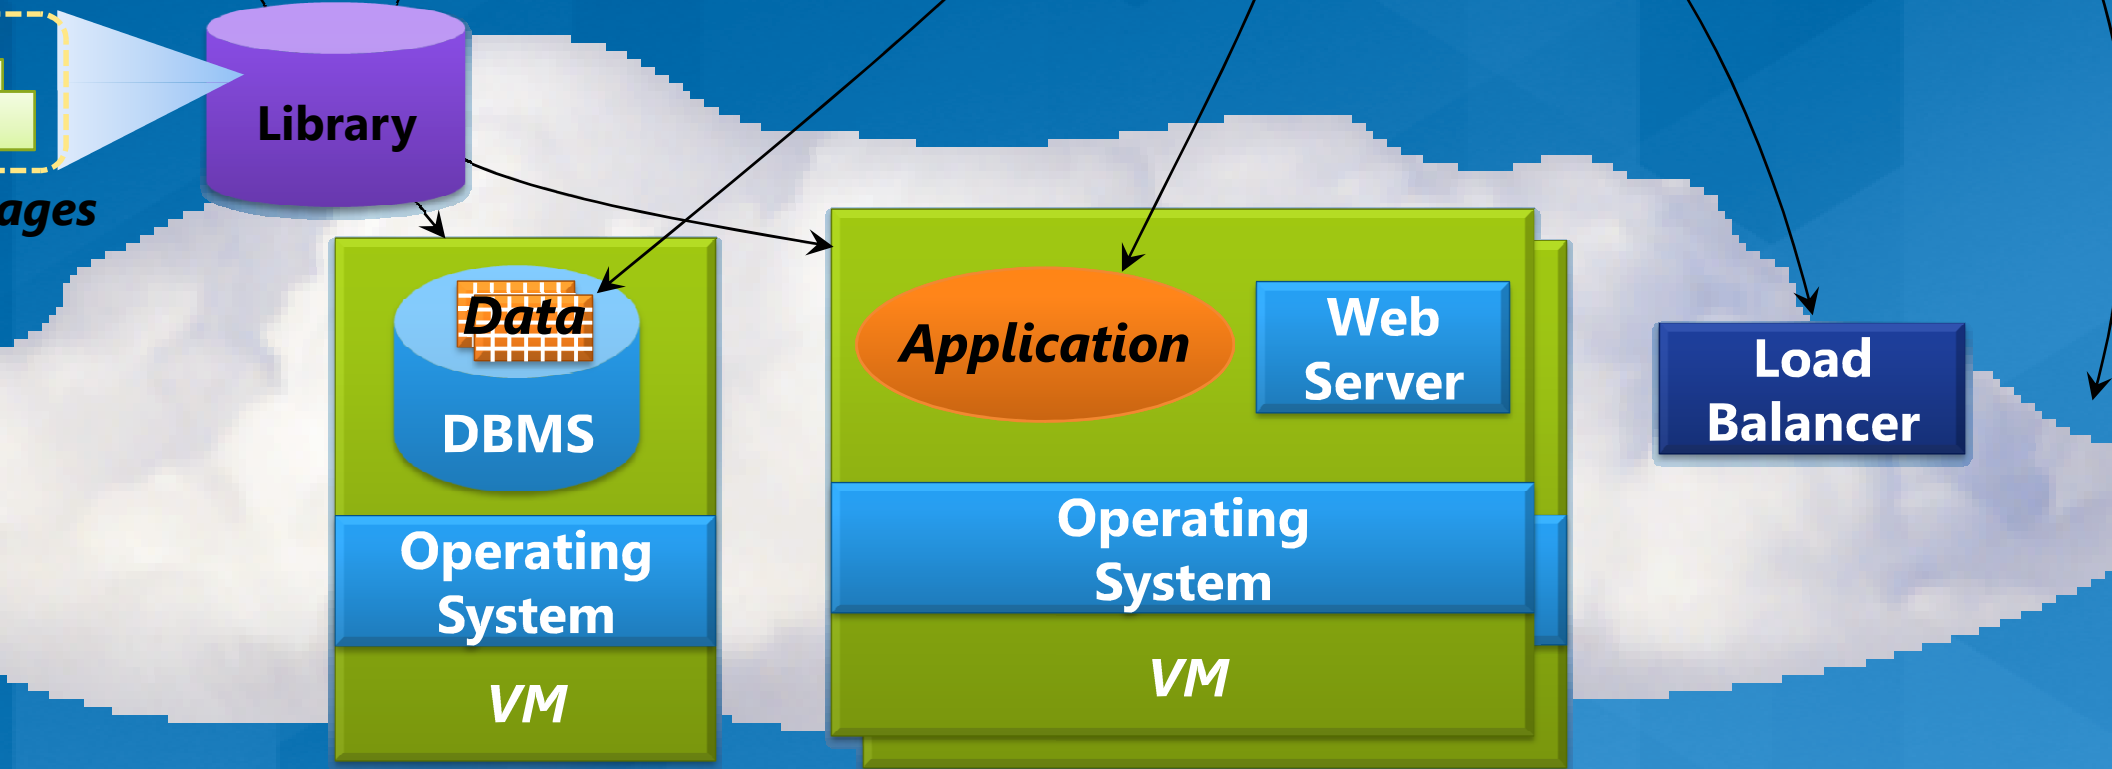 Library
ages
Data
DBMS
Operating
System
VM
Application
Web
Server
Operating
System
VM
Load
Balancer